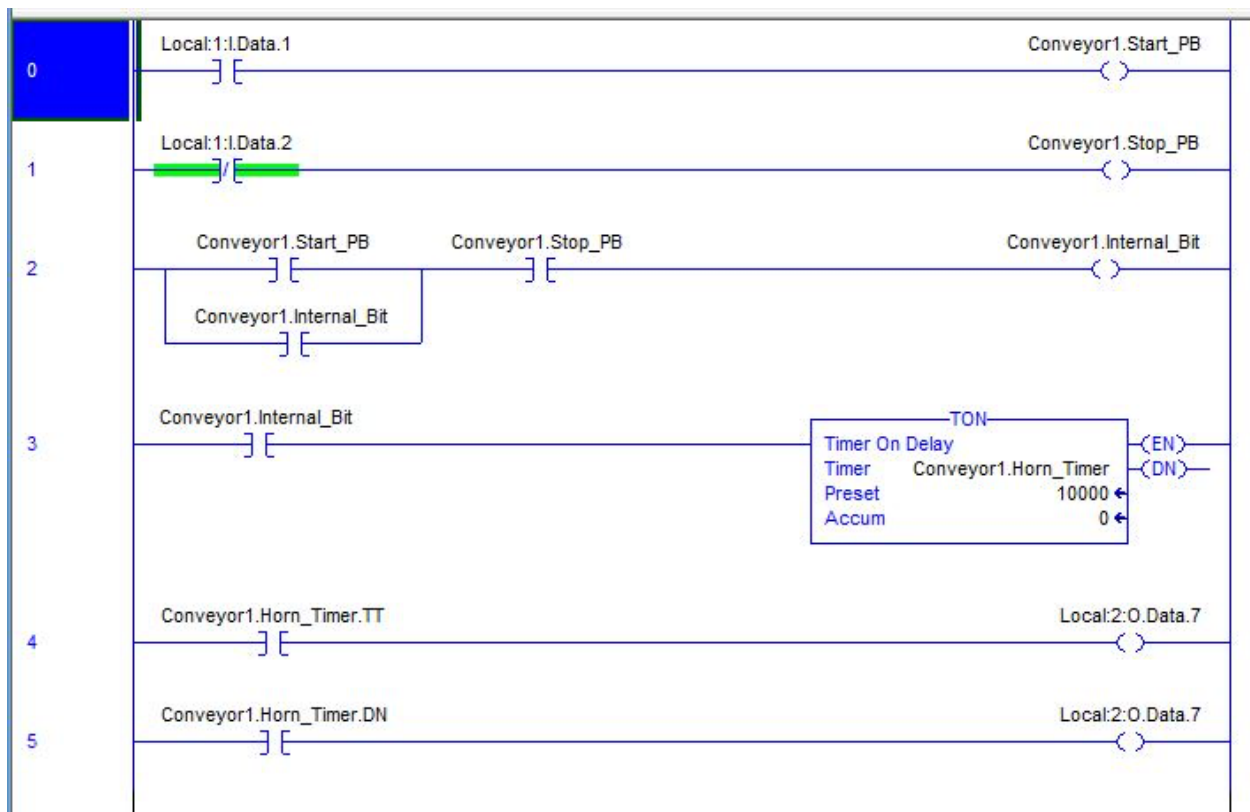 Local:1:I.Data.1 Conveyor1.Start_PB
0
Local:1:I.Data.2 Conveyor1.Stop_PB
1
Conveyor1.Start_PB Conveyor1.Stop_PB Conveyor1.Internal_Bit
2
Conveyor1.Internal_Bit
Conveyor1.Internal_Bit
3
TON
Timer On Delay
Timer Conveyor1.Horn_Timer
Preset 10000
Accum 0
EN
DN
Conveyor1.Horn_Timer.TT Local:2:O.Data.7
4
Conveyor1.Horn_Timer.DN Local:2:O.Data.7
5